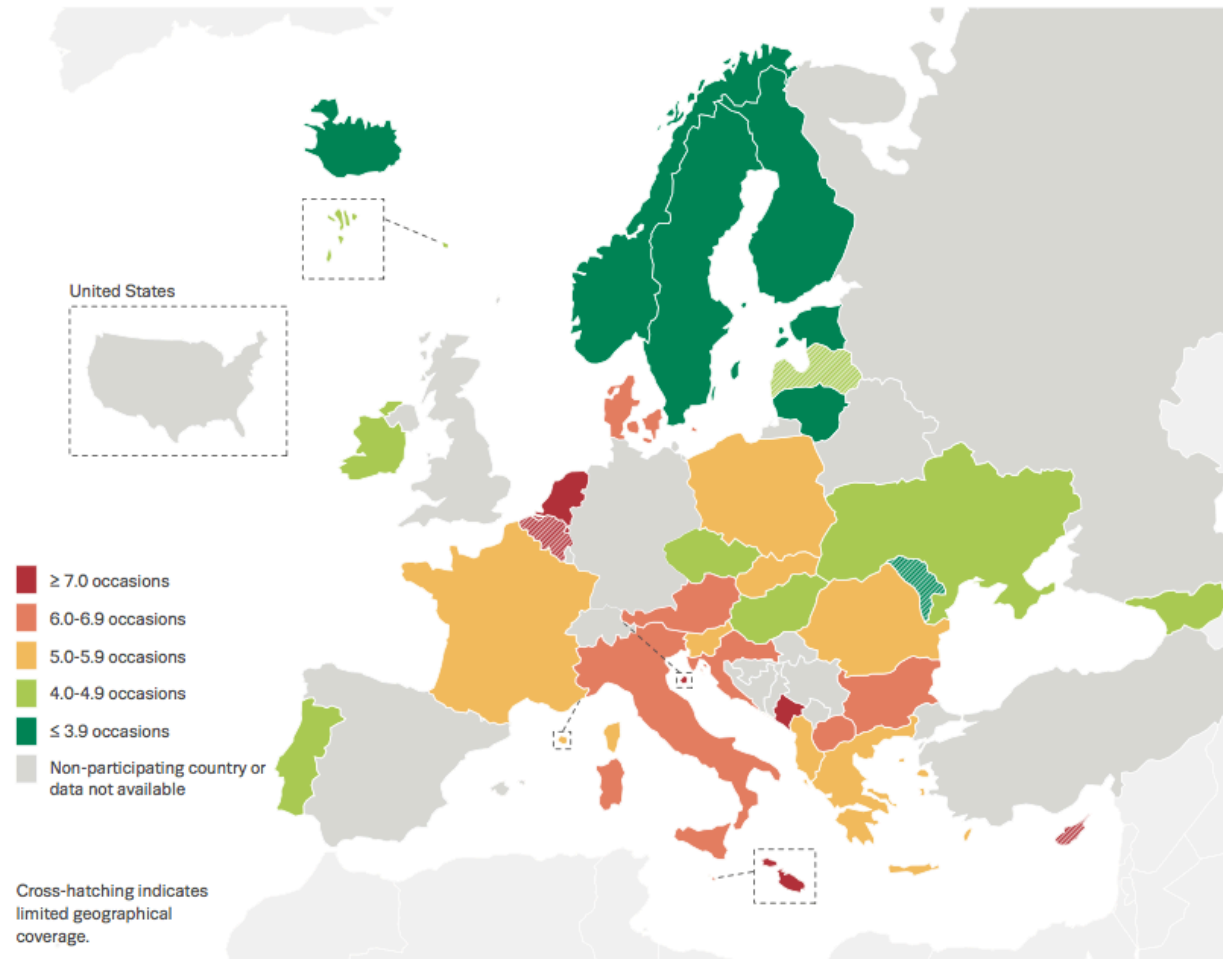 United States
≥ 7.0 occasions
6.0-6.9 occasions
5.0-5.9 occasions
4.0-4.9 occasions
≤ 3.9 occasions
Non-participating country or
data not available
Cross-hatching indicates
limited geographical
coverage.